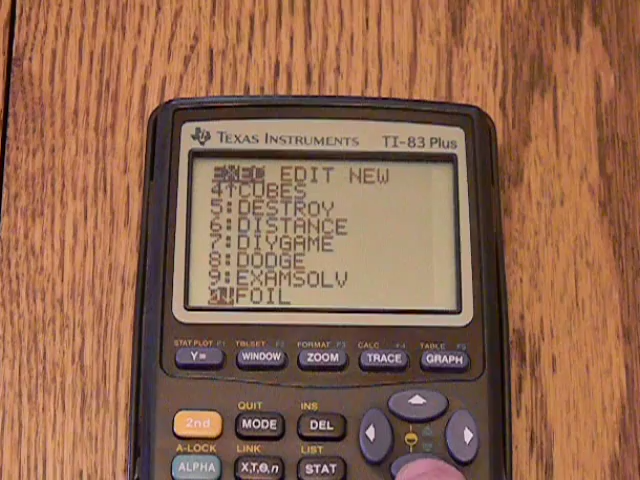 TEXAS INSTRUMENTS TI-83 Plus
EXEC EDIT NEW
4↑CUBES
5:DESTROY
6:DISTANCE
7:DIYGAME
8:DODGE
9:EXAMSOLV
FOIL
STAT PLOT F1 TBLSET F2 FORMAT F3 CALC F4 TABLE F5
Y= WINDOW ZOOM TRACE GRAPH
QUIT INS
2nd MODE DEL
A-LOCK LINK LIST
ALPHA X,T,Θ,n STAT